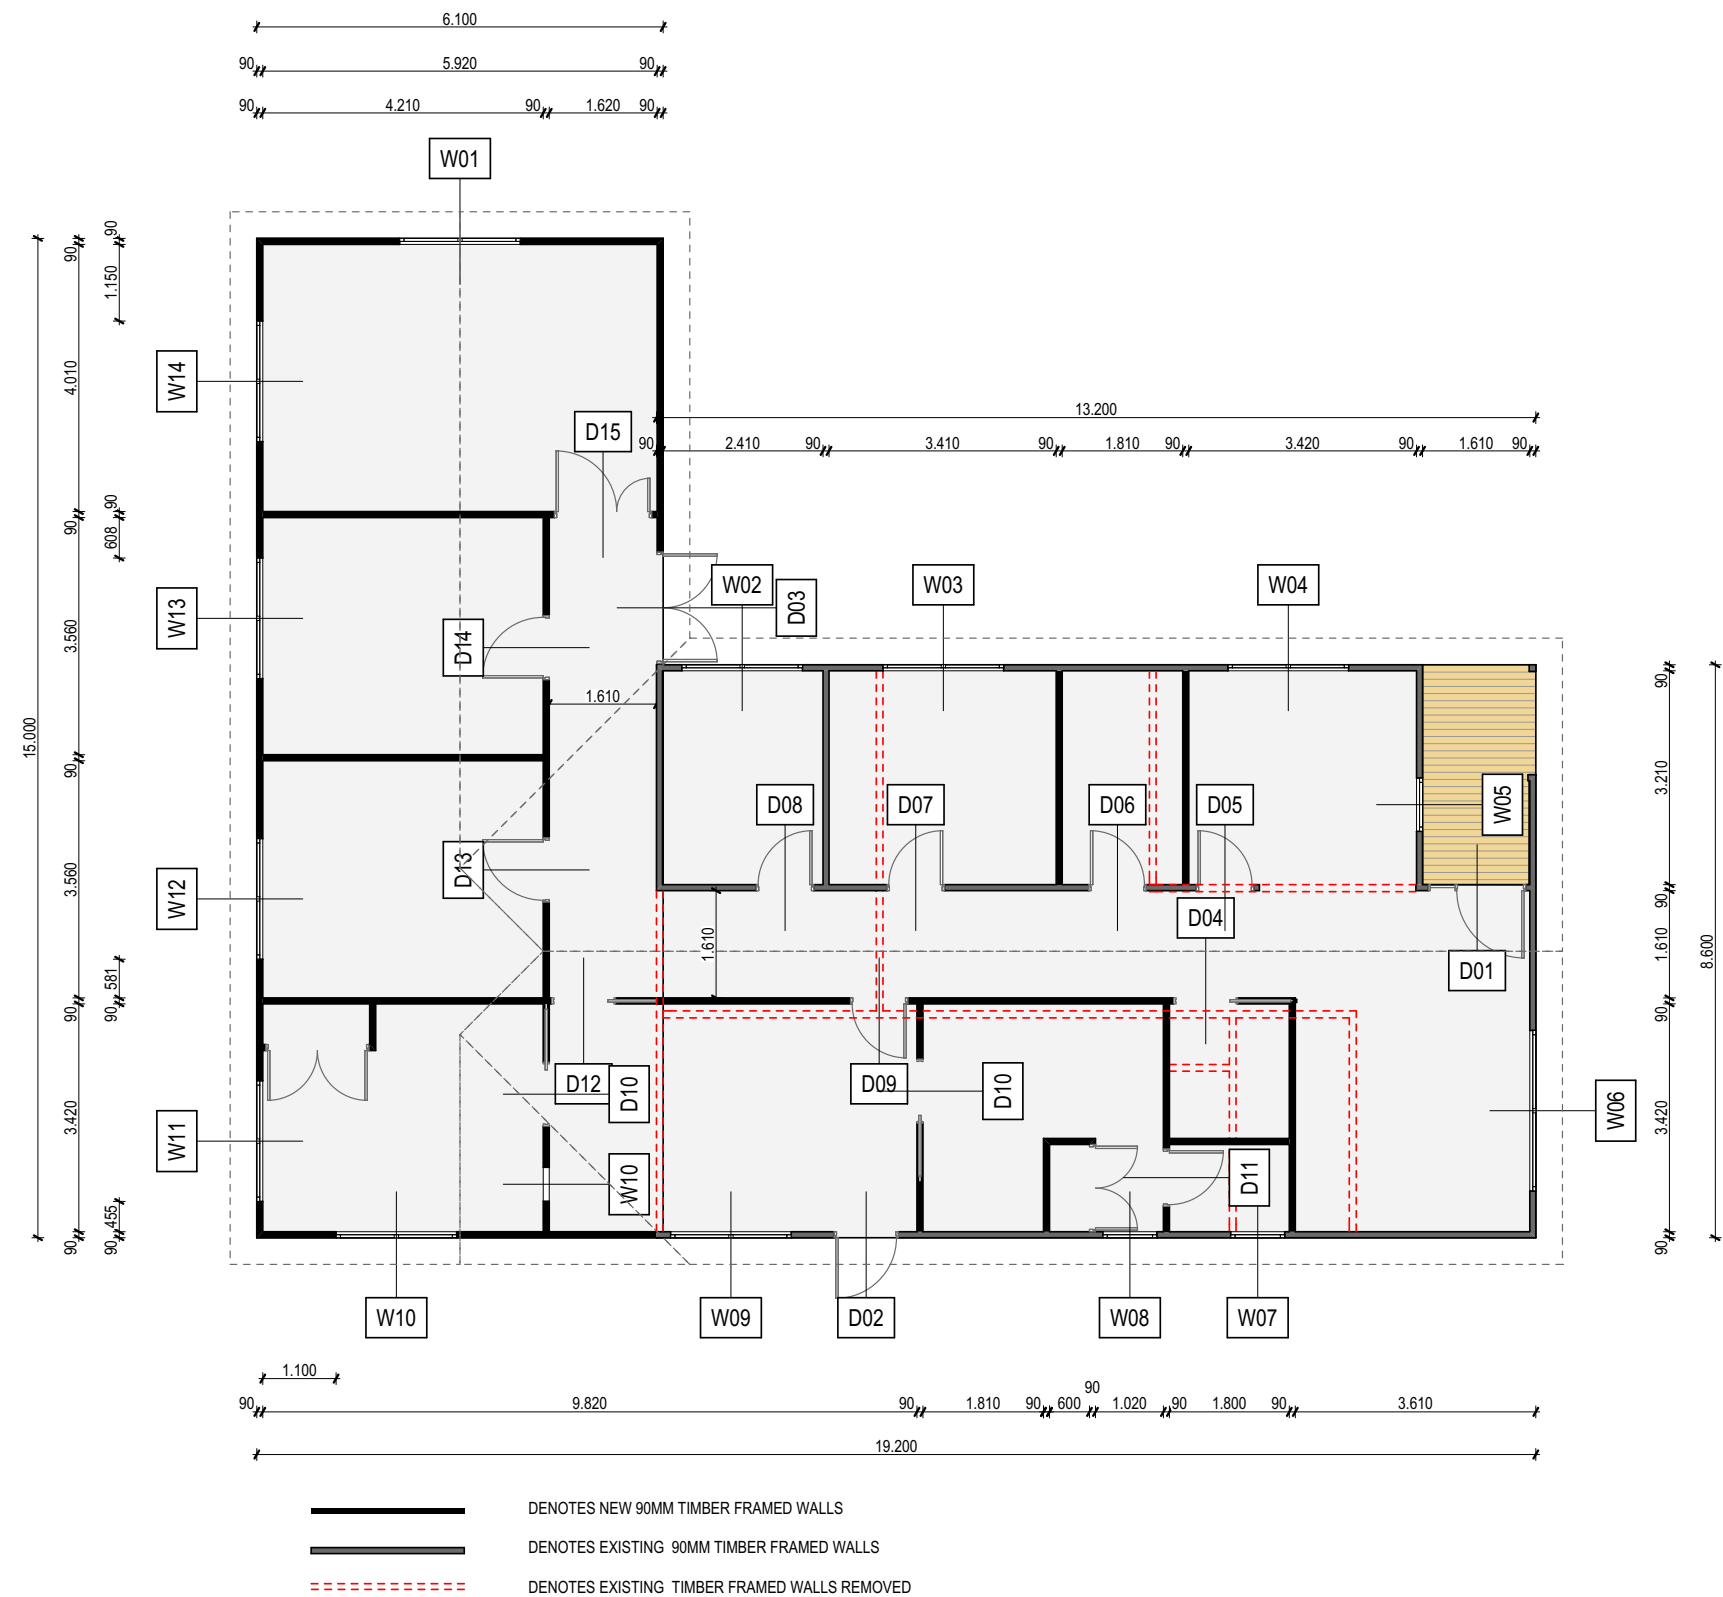 6.100
90 5.920 90
90 4.210 90 1.620 90
W01
15.000
90
4.010
90
3.560
90
3.560
90
3.420
90
90
1.150
90
608
581
90
455
90
W14
W13
W12
W11
D15
13.200
90 2.410 90 3.410 90 1.810 90 3.420 90 1.610 90
W02
W03
W04
D03
D14
1.610
D13
D08
D07
D06
D05
W05
D04
D01
1.610
90
3.210
90
1.610
90
3.420
90
8.600
D12
D10
D09
D10
W06
W10
D11
W10
W09
D02
W08
W07
1.100
90 9.820 90 1.810 90 600 90 1.020 90 1.800 90 3.610
19.200
DENOTES NEW 90MM TIMBER FRAMED WALLS
DENOTES EXISTING 90MM TIMBER FRAMED WALLS
DENOTES EXISTING TIMBER FRAMED WALLS REMOVED